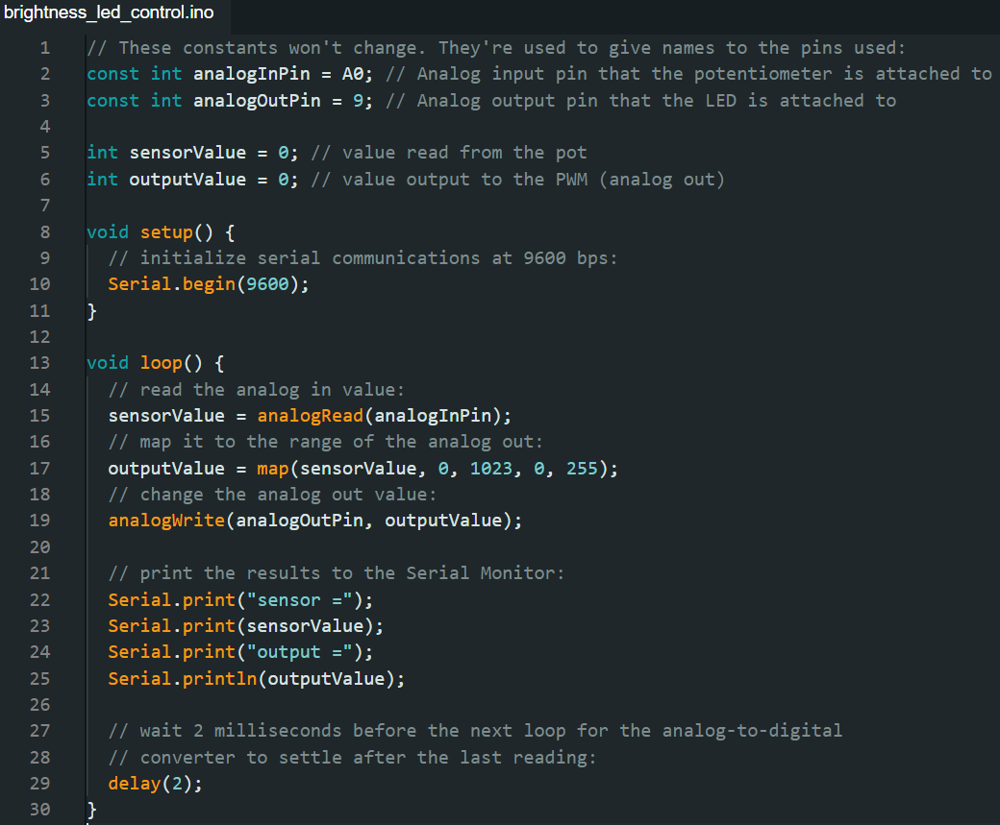 brightness_led_control.ino
1 // These constants won't change. They're used to give names to the pins used:
2 const int analogInPin = A0; // Analog input pin that the potentiometer is attached to
3 const int analogOutPin = 9; // Analog output pin that the LED is attached to
4
5 int sensorValue = 0; // value read from the pot
6 int outputValue = 0; // value output to the PWM (analog out)
7
8 void setup() {
9   // initialize serial communications at 9600 bps:
10   Serial.begin(9600);
11 }
12
13 void loop() {
14   // read the analog in value:
15   sensorValue = analogRead(analogInPin);
16   // map it to the range of the analog out:
17   outputValue = map(sensorValue, 0, 1023, 0, 255);
18   // change the analog out value:
19   analogWrite(analogOutPin, outputValue);
20
21   // print the results to the Serial Monitor:
22   Serial.print("sensor =");
23   Serial.print(sensorValue);
24   Serial.print("output =");
25   Serial.println(outputValue);
26
27   // wait 2 milliseconds before the next loop for the analog-to-digital
28   // converter to settle after the last reading:
29   delay(2);
30 }